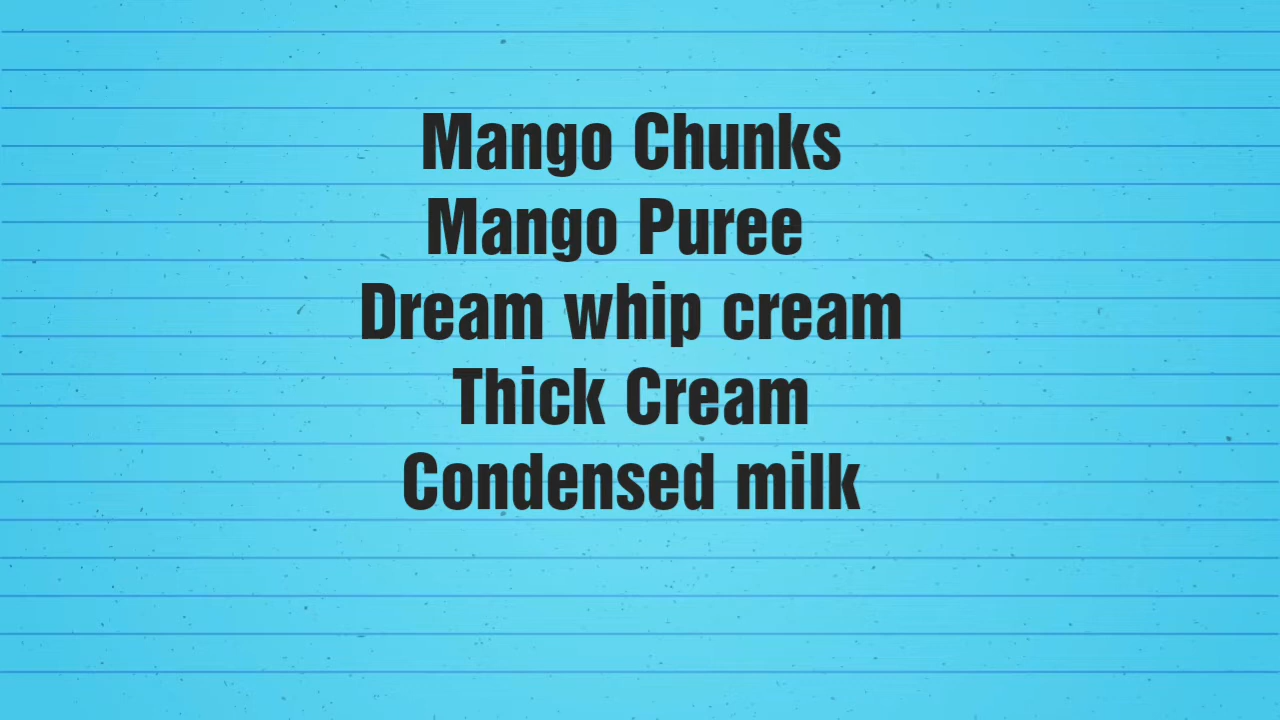 Mango Chunks
Mango Puree
Dream whip cream
Thick Cream
Condensed milk